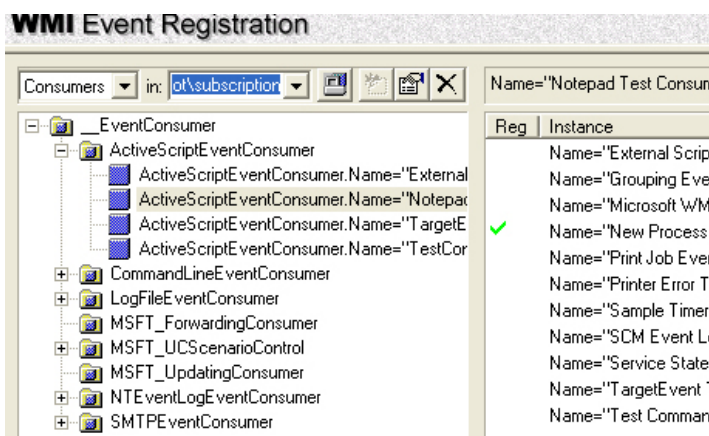 WMI Event Registration
Consumers in: ot\subscription
Name="Notepad Test Consum
__EventConsumer
ActiveScriptEventConsumer
ActiveScriptEventConsumer.Name="External
ActiveScriptEventConsumer.Name="Notepad
ActiveScriptEventConsumer.Name="TargetE
ActiveScriptEventConsumer.Name="TestCor
CommandLineEventConsumer
LogFileEventConsumer
MSFT_ForwardingConsumer
MSFT_UCScenarioControl
MSFT_UpdatingConsumer
NTEventLogEventConsumer
SMTPEventConsumer
Reg Instance
Name="External Scrip
Name="Grouping Eve
Name="Microsoft WM
Name="New Process
Name="Print Job Ever
Name="Printer Error T
Name="Sample Timer
Name="SCM Event Lo
Name="Service State
Name="TargetEvent T
Name="Test Comman